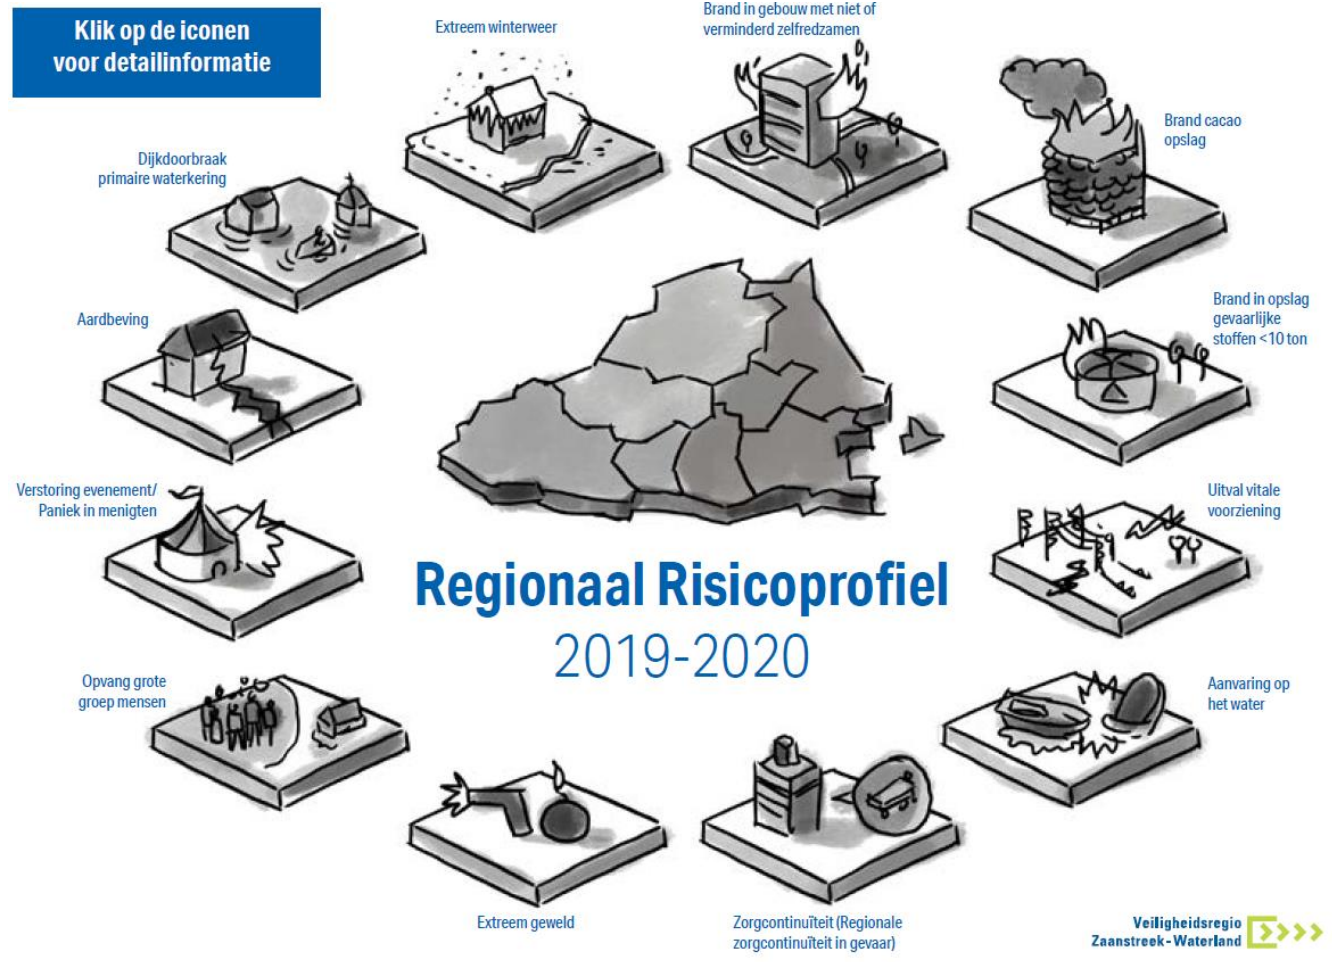 Klik op de iconen
voor detailinformatie
Extreem winterweer
Brand in gebouw met niet of
verminderd zelfredzamen
Brand cacao
opslag
Dijkdoorbraak
primaire waterkering
Brand in opslag
gevaarlijke
stoffen <10 ton
Aardbeving
Verstoring evenement/
Paniek in menigten
Uitval vitale
voorziening
Regionaal Risicoprofiel
2019-2020
Opvang grote
groep mensen
Aanvaring op
het water
Extreem geweld
Zorgcontinuïteit (Regionale
zorgcontinuïteit in gevaar)
Veiligheidsregio
Zaanstreek-Waterland